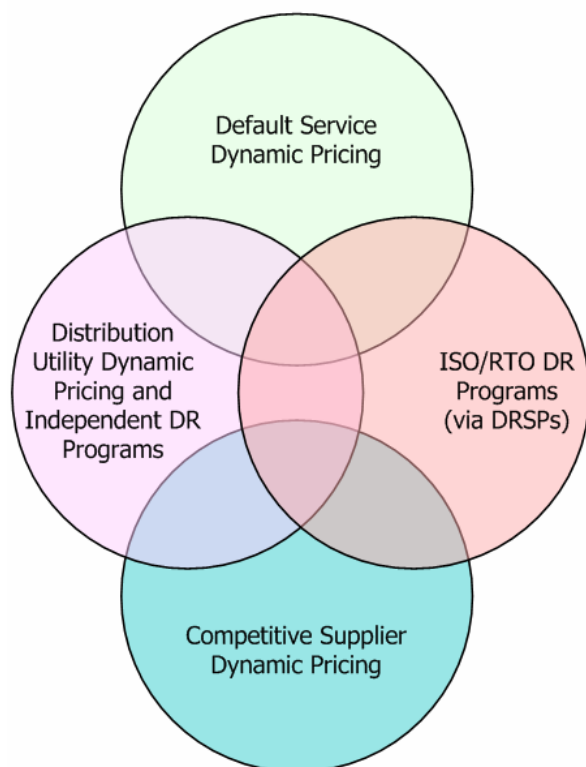 Default Service
Dynamic Pricing
Distribution
Utility Dynamic
Pricing and
Independent DR
Programs
ISO/RTO DR
Programs
(via DRSPs)
Competitive Supplier
Dynamic Pricing